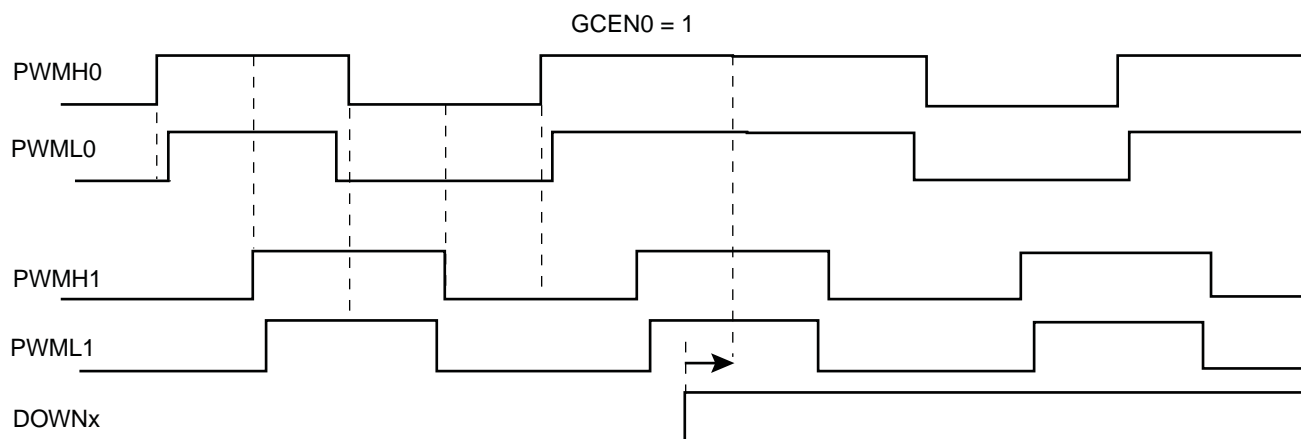 GCEN0 = 1
PWMH0
PWML0
PWMH1
PWML1
DOWNx